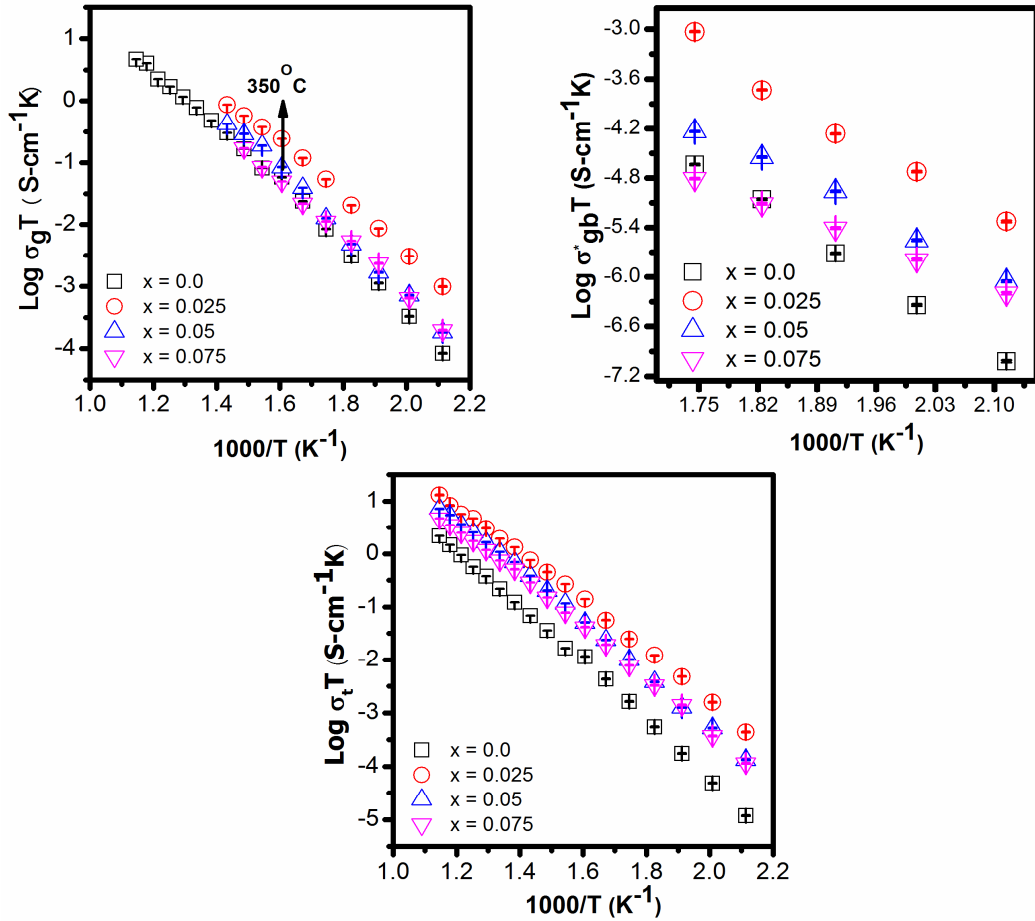 Log σgT ( S-cm-1K)
1
0
-1
-2
-3
-4
350 O C
x = 0.0
x = 0.025
x = 0.05
x = 0.075
1.0 1.2 1.4 1.6 1.8 2.0 2.2
1000/T (K-1)
Log σ*gbT (S-cm-1K)
-3.0
-3.6
-4.2
-4.8
-5.4
-6.0
-6.6
-7.2
x = 0.0
x = 0.025
x = 0.05
x = 0.075
1.75 1.82 1.89 1.96 2.03 2.10
1000/T (K-1)
Log σtT (S-cm-1K)
1
0
-1
-2
-3
-4
-5
x = 0.0
x = 0.025
x = 0.05
x = 0.075
1.0 1.2 1.4 1.6 1.8 2.0 2.2
1000/T (K-1)